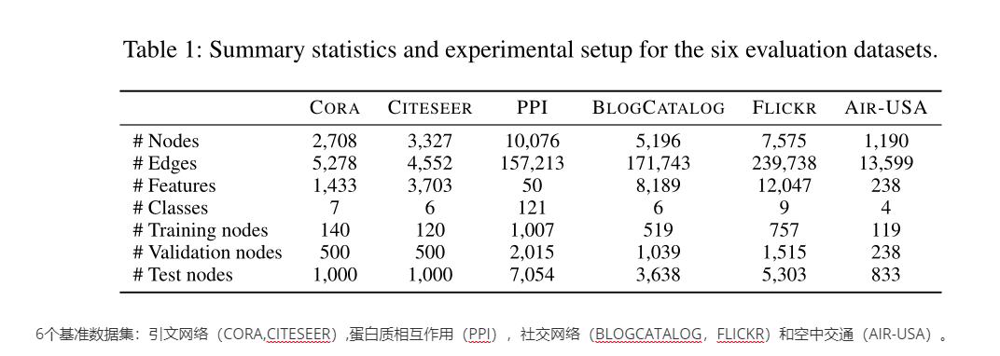 Table 1: Summary statistics and experimental setup for the six evaluation datasets.
CORA CITESEER PPI BLOGCATALOG FLICKR AIR-USA
# Nodes 2,708 3,327 10,076 5,196 7,575 1,190
# Edges 5,278 4,552 157,213 171,743 239,738 13,599
# Features 1,433 3,703 50 8,189 12,047 238
# Classes 7 6 121 6 9 4
# Training nodes 140 120 1,007 519 757 119
# Validation nodes 500 500 2,015 1,039 1,515 238
# Test nodes 1,000 1,000 7,054 3,638 5,303 833
6个基准数据集：引文网络（CORA,CITESEER）,蛋白质相互作用（PPI），社交网络（BLOGCATALOG，FLICKR）和空中交通（AIR-USA）。